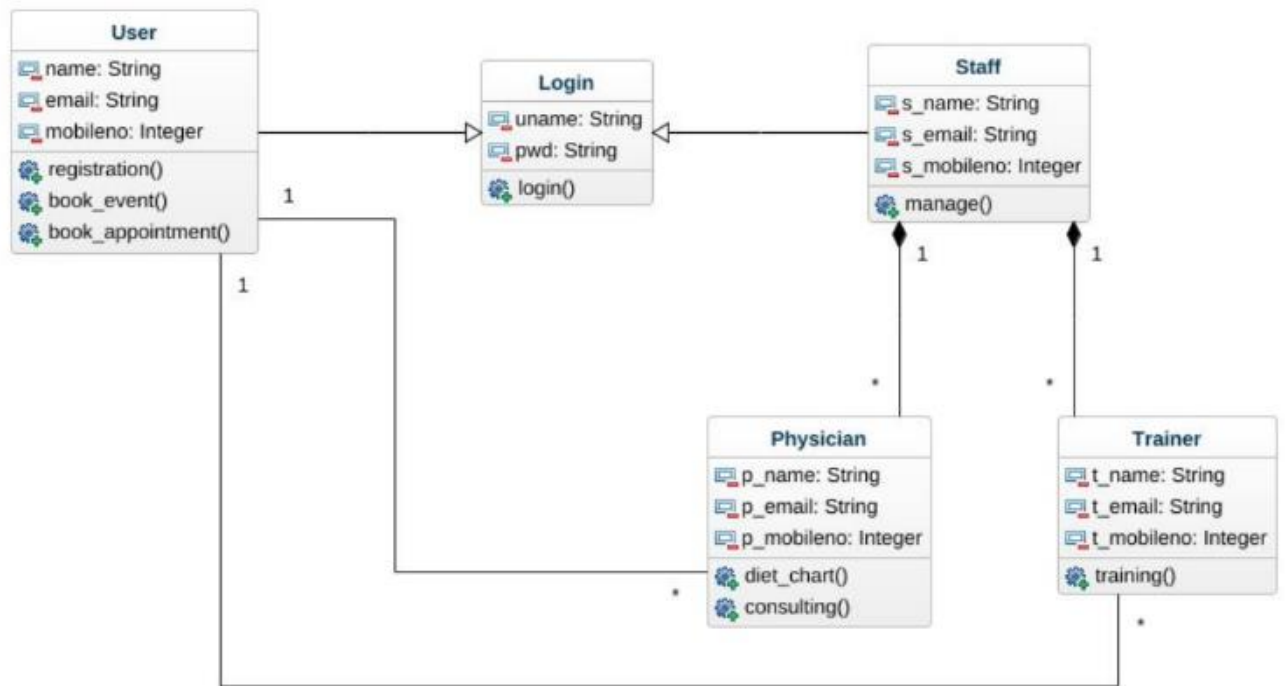 User
name: String
email: String
mobileno: Integer
registration()
book_event()
book_appointment()
Login
uname: String
pwd: String
login()
Staff
s_name: String
s_email: String
s_mobileno: Integer
manage()
1
1
1
1
*
*
Physician
p_name: String
p_email: String
p_mobileno: Integer
diet_chart()
consulting()
*
Trainer
t_name: String
t_email: String
t_mobileno: Integer
training()
*